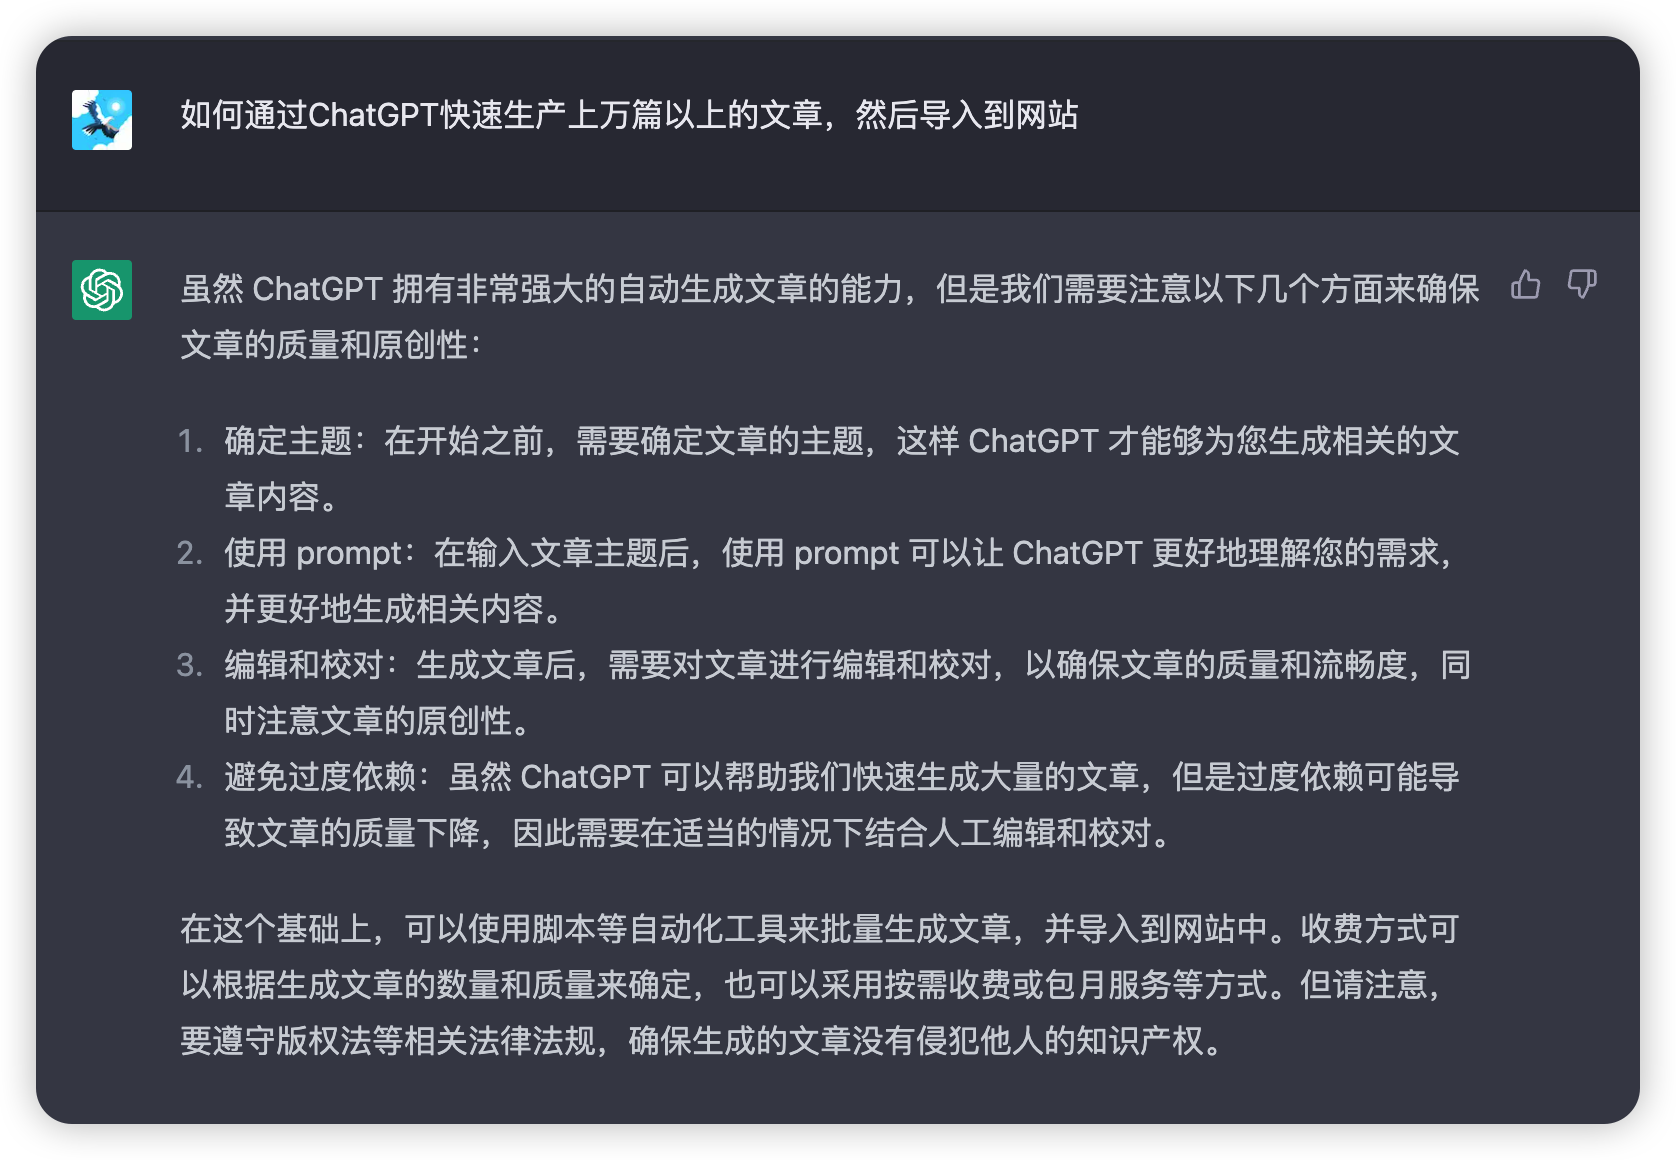 如何通过ChatGPT快速生产上万篇以上的文章，然后导入到网站
虽然 ChatGPT 拥有非常强大的自动生成文章的能力，但是我们需要注意以下几个方面来确保
文章的质量和原创性：
1. 确定主题：在开始之前，需要确定文章的主题，这样 ChatGPT 才能够为您生成相关的文
章内容。
2. 使用 prompt：在输入文章主题后，使用 prompt 可以让 ChatGPT 更好地理解您的需求，
并更好地生成相关内容。
3. 编辑和校对：生成文章后，需要对文章进行编辑和校对，以确保文章的质量和流畅度，同
时注意文章的原创性。
4. 避免过度依赖：虽然 ChatGPT 可以帮助我们快速生成大量的文章，但是过度依赖可能导
致文章的质量下降，因此需要在适当的情况下结合人工编辑和校对。
在这个基础上，可以使用脚本等自动化工具来批量生成文章，并导入到网站中。收费方式可
以根据生成文章的数量和质量来确定，也可以采用按需收费或包月服务等方式。但请注意，
要遵守版权法等相关法律法规，确保生成的文章没有侵犯他人的知识产权。